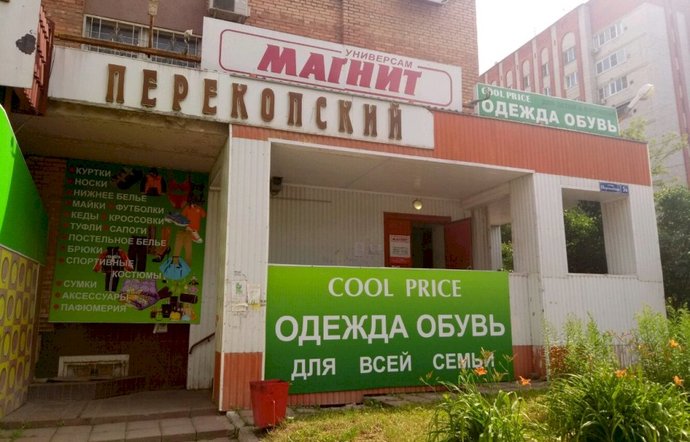 УНИВЕРСАМ
МАГНИТ
ПЕРЕКОПСКИЙ
COOL PRICE
ОДЕЖДА ОБУВЬ
КУРТКИ
НОСКИ
НИЖНЕЕ БЕЛЬЕ
МАЙКИ ФУТБОЛКИ
КЕДЫ КРОССОВКИ
ТУФЛИ САПОГИ
ПОСТЕЛЬНОЕ БЕЛЬЕ
БРЮКИ
СПОРТИВНЫЕ
КОСТЮМЫ
СУМКИ
АКСЕССУАРЫ
ПАФЮМЕРИЯ
COOL PRICE
ОДЕЖДА ОБУВЬ
ДЛЯ ВСЕЙ СЕМЬИ